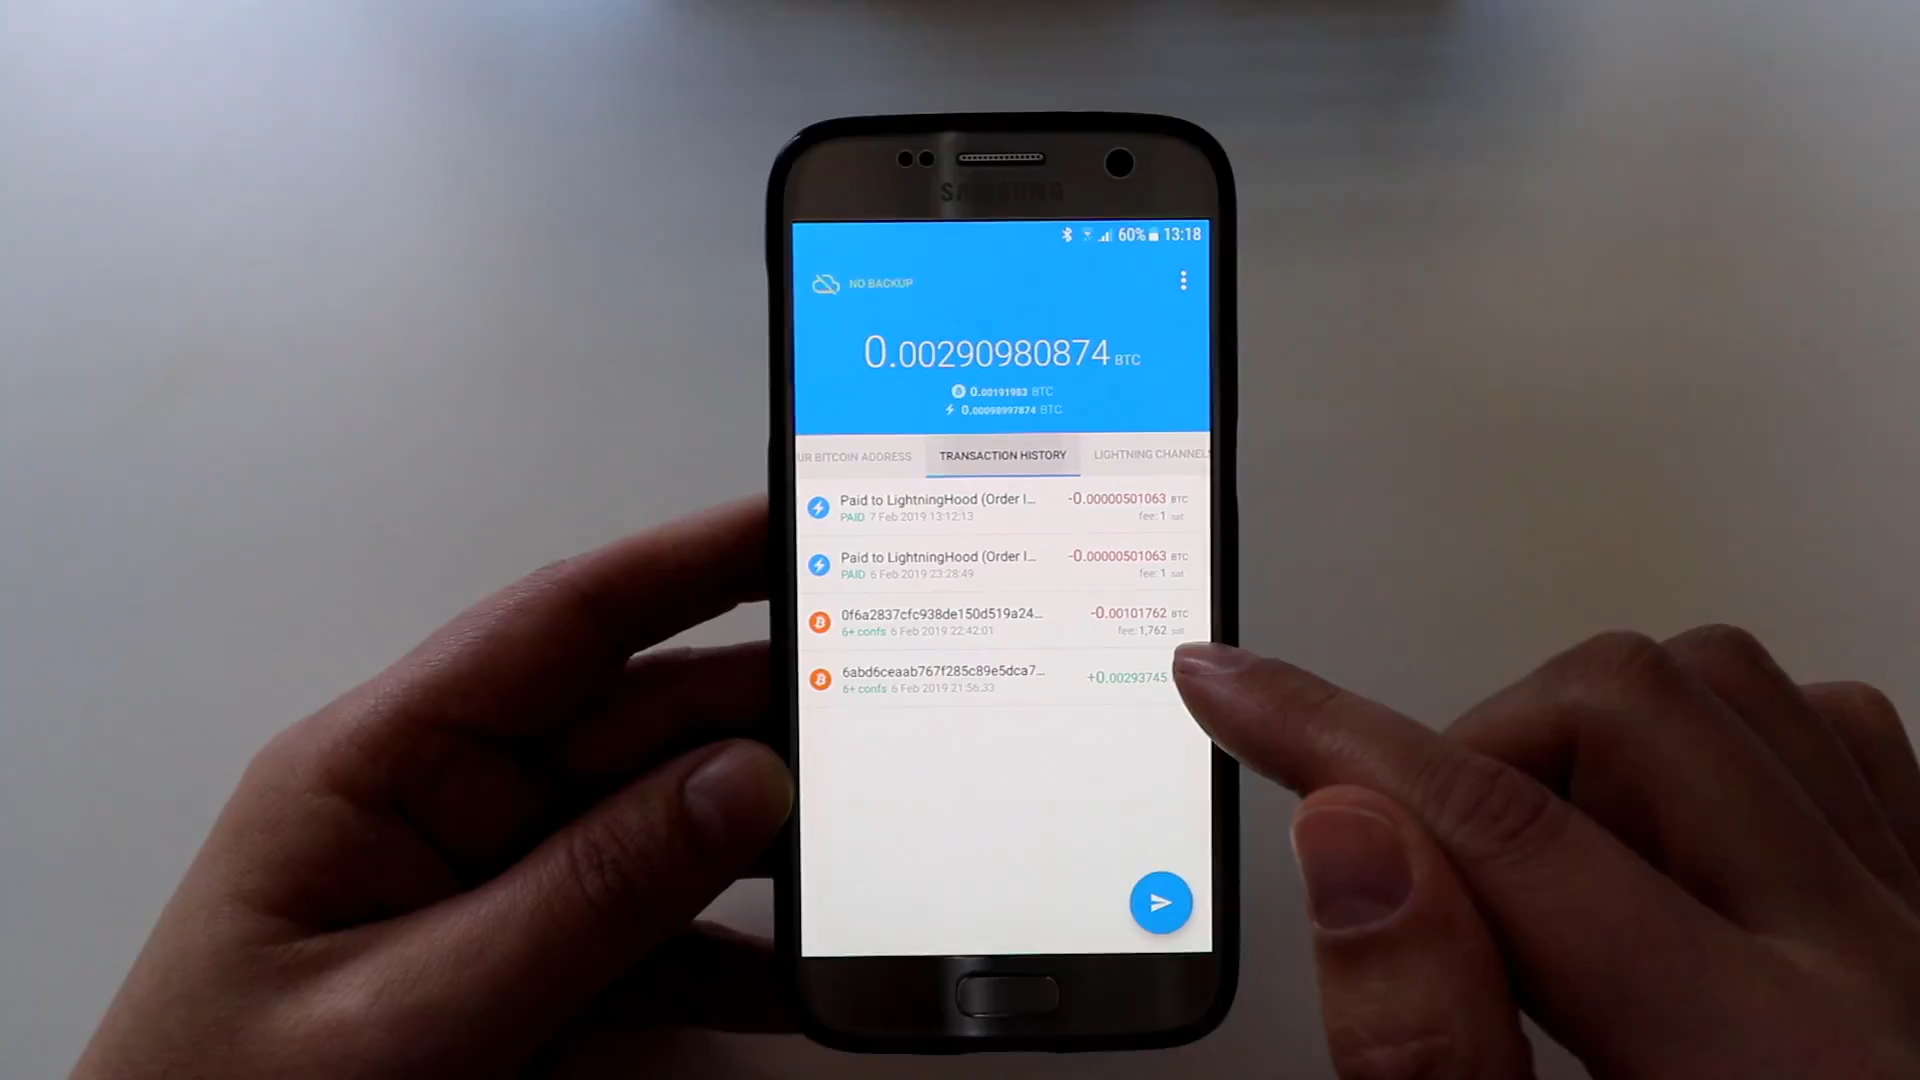 SAMSUNG
60% 13:18
NO BACKUP
0.00290980874 BTC
0.00191983 BTC
0.00098997874 BTC
UR BITCOIN ADDRESS TRANSACTION HISTORY LIGHTNING CHANNELS
Paid to LightningHood (Order I... -0.00000501063 BTC
PAID 7 Feb 2019 13:12:13 fee: 1 sat
Paid to LightningHood (Order I... -0.00000501063 BTC
PAID 6 Feb 2019 23:28:49 fee: 1 sat
0f6a2837cfc938de150d519a24... -0.00101762 BTC
6+ confs 6 Feb 2019 22:42:01 fee: 1,762 sat
6abd6ceaab767f285c89e5dca7... +0.00293745
6+ confs 6 Feb 2019 21:56:33